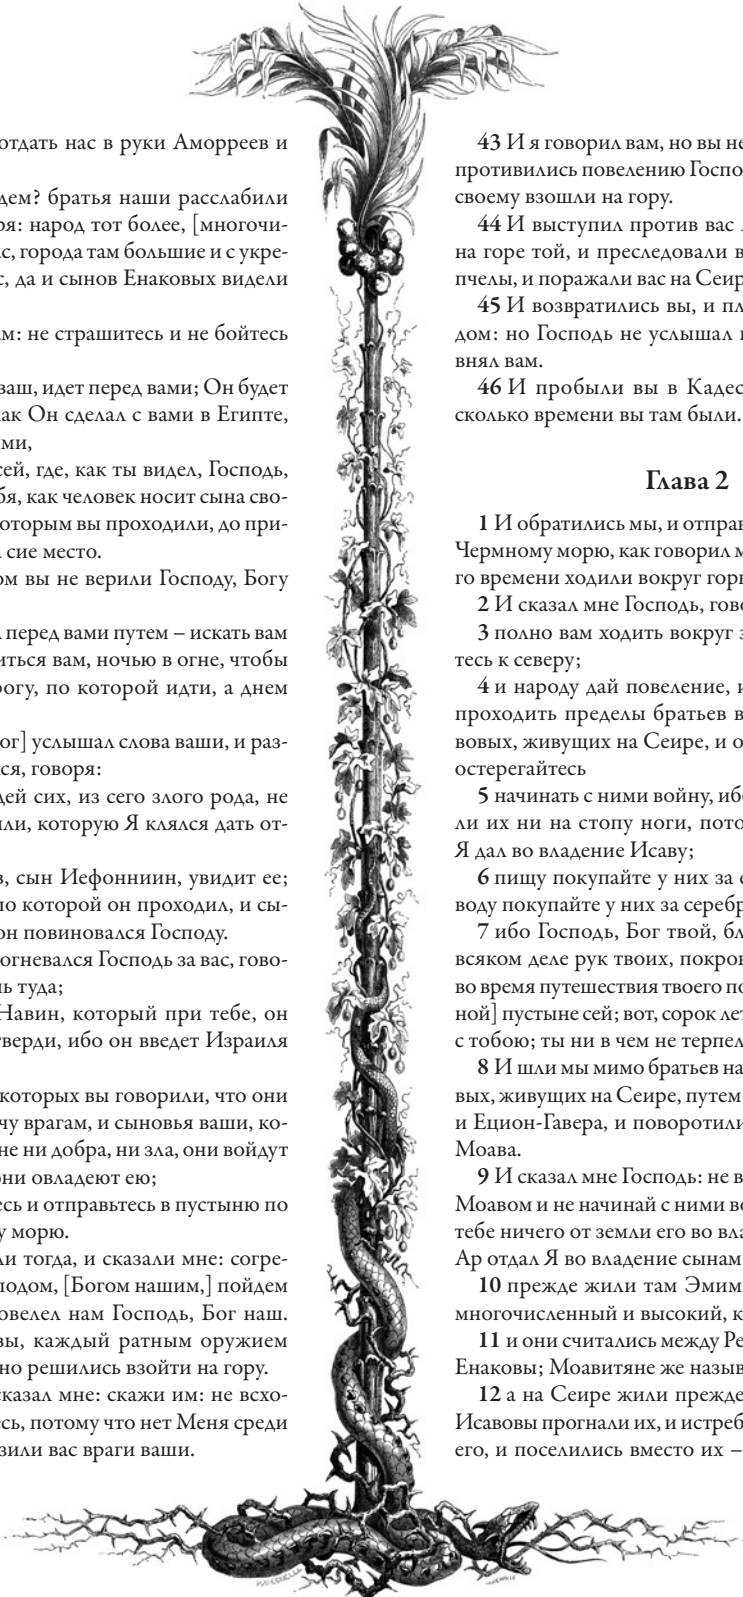 отдать нас в руки Аморреев и
дем? братья наши расслабили
ря: народ тот более, [многочи-
с, города там большие и с укре-
с, да и сынов Енаковых видели
м: не страшитесь и не бойтесь
ваш, идет перед вами; Он будет
ак Он сделал с вами в Египте,
ми,
сей, где, как ты видел, Господь,
бя, как человек носит сына сво-
оторым вы проходили, до при-
сие место.
ом вы не верили Господу, Богу
перед вами путем – искать вам
иться вам, ночью в огне, чтобы
рогу, по которой идти, а днем
ог] услышал слова ваши, и раз-
ся, говоря:
дей сих, из сего злого рода, не
ли, которую Я клялся дать от-
в, сын Иефонниин, увидит ее;
по которой он проходил, и сы-
он повиновался Господу.
огневался Господь за вас, гово-
ь туда;
Навин, который при тебе, он
тверди, ибо он введет Израиля
которых вы говорили, что они
чу врагам, и сыновья ваши, ко-
не ни добра, ни зла, они войдут
они овладеют ею;
есь и отправьтесь в пустыню по
у морю.
ли тогда, и сказали мне: согре-
подом, [Богом нашим,] пойдем
овелел нам Господь, Бог наш.
вы, каждый ратным оружием
но решились взойти на гору.
сказал мне: скажи им: не всхо-
есь, потому что нет Меня среди
зили вас враги ваши.
43 И я говорил вам, но вы не
противились повелению Госпо
своему взошли на гору.
44 И выступил против вас
на горе той, и преследовали в
пчелы, и поражали вас на Сеир
45 И возвратились вы, и пл
дом: но Господь не услышал
внял вам.
46 И пробыли вы в Кадес
сколько времени вы там были.
Глава 2
1 И обратились мы, и отправ
Чермному морю, как говорил м
го времени ходили вокруг горы
2 И сказал мне Господь, гово
3 полно вам ходить вокруг
тесь к северу;
4 и народу дай повеление, и
проходить пределы братьев в
вовых, живущих на Сеире, и о
остерегайтесь
5 начинать с ними войну, ибо
ли их ни на стопу ноги, пото
Я дал во владение Исаву;
6 пищу покупайте у них за с
воду покупайте у них за серебр
7 ибо Господь, Бог твой, бл
всяком деле рук твоих, покров
во время путешествия твоего по
ной] пустыне сей; вот, сорок лет
с тобою; ты ни в чем не терпел
8 И шли мы мимо братьев на
вых, живущих на Сеире, путем
и Ецион-Гавера, и поворотили
Моава.
9 И сказал мне Господь: не в
Моавом и не начинай с ними во
тебе ничего от земли его во вла
Ар отдал Я во владение сынам
10 прежде жили там Эмим
многочисленный и высокий, к
11 и они считались между Ре
Енаковы; Моавитяне же назыв
12 а на Сеире жили прежде
Исавовы прогнали их, и истреб
его, и поселились вместо их –